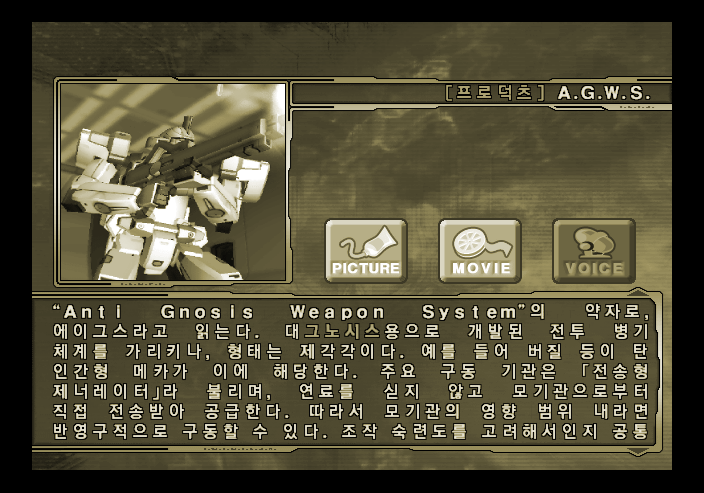 [프로덕츠] A.G.W.S.
PICTURE
MOVIE
VOICE
“Anti Gnosis Weapon System”의 약자로,
에이그스라고 읽는다. 대그노시스용으로 개발된 전투 병기
체계를 가리키나, 형태는 제각각이다. 예를 들어 버질 등이 탄
인간형 메카가 이에 해당한다. 주요 구동 기관은 「전송형
제너레이터」라 불리며, 연료를 싣지 않고 모기관으로부터
직접 전송받아 공급한다. 따라서 모기관의 영향 범위 내라면
반영구적으로 구동할 수 있다. 조작 숙련도를 고려해서인지 공통